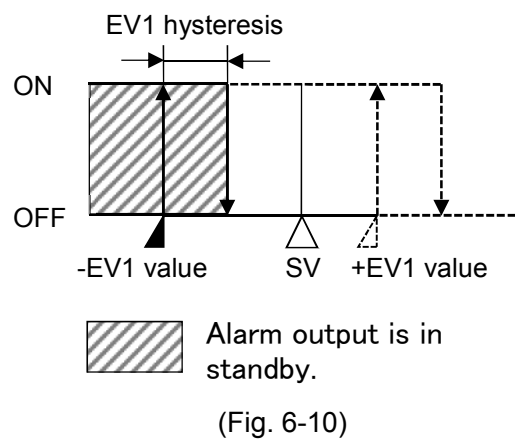 EV1 hysteresis
ON
OFF
-EV1 value
SV
+EV1 value
Alarm output is in
standby.
(Fig. 6-10)